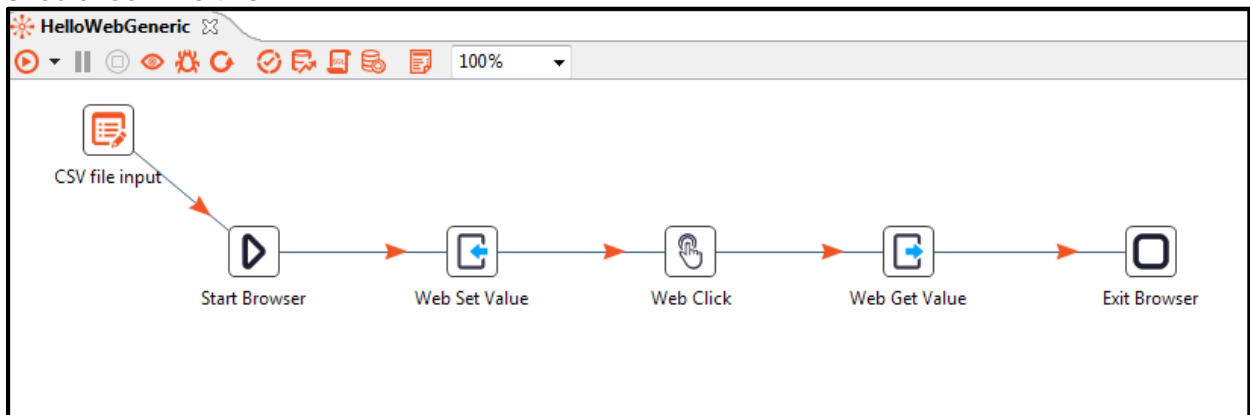 HelloWebGeneric
100%
CSV file input
Start Browser
Web Set Value
Web Click
Web Get Value
Exit Browser